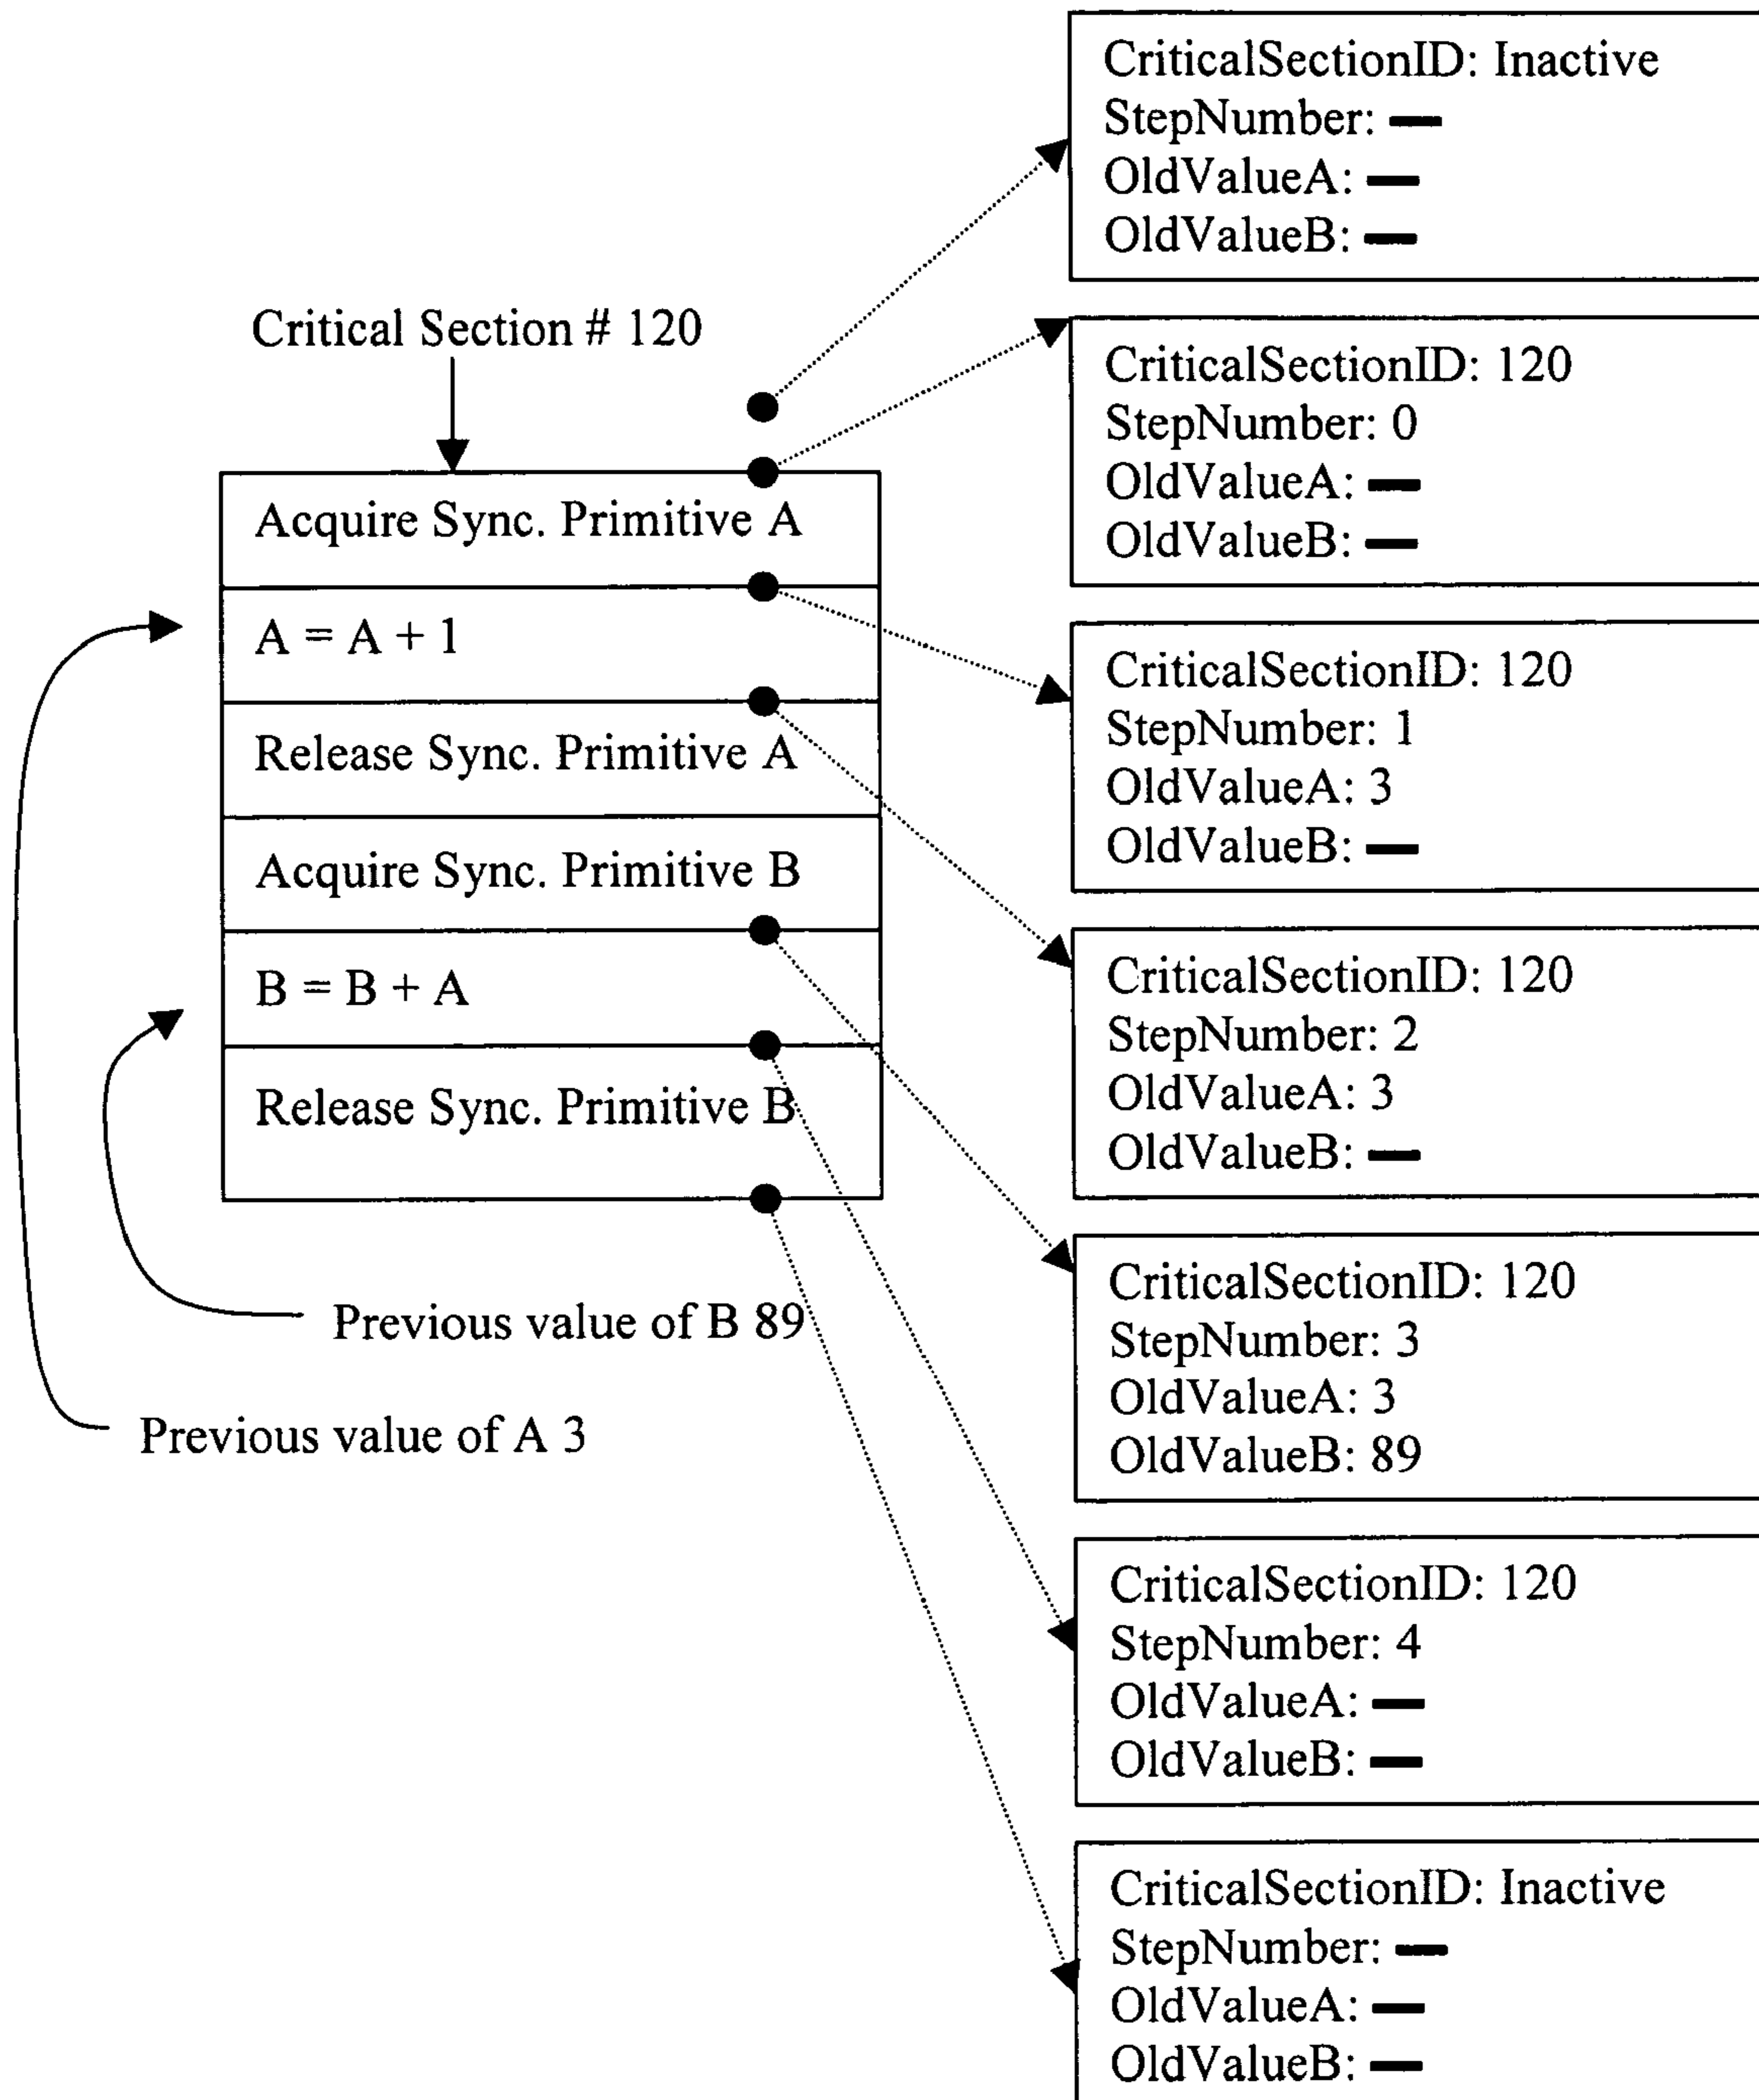 Critical Section # 120
Acquire Sync. Primitive A
A = A + 1
Release Sync. Primitive A
Acquire Sync. Primitive B
B = B + A
Release Sync. Primitive B
Previous value of B 89
Previous value of A 3
CriticalSectionID: Inactive
StepNumber: —
OldValueA: —
OldValueB: —
CriticalSectionID: 120
StepNumber: 0
OldValueA: —
OldValueB: —
CriticalSectionID: 120
StepNumber: 1
OldValueA: 3
OldValueB: —
CriticalSectionID: 120
StepNumber: 2
OldValueA: 3
OldValueB: —
CriticalSectionID: 120
StepNumber: 3
OldValueA: 3
OldValueB: 89
CriticalSectionID: 120
StepNumber: 4
OldValueA: —
OldValueB: —
CriticalSectionID: Inactive
StepNumber: —
OldValueA: —
OldValueB: —